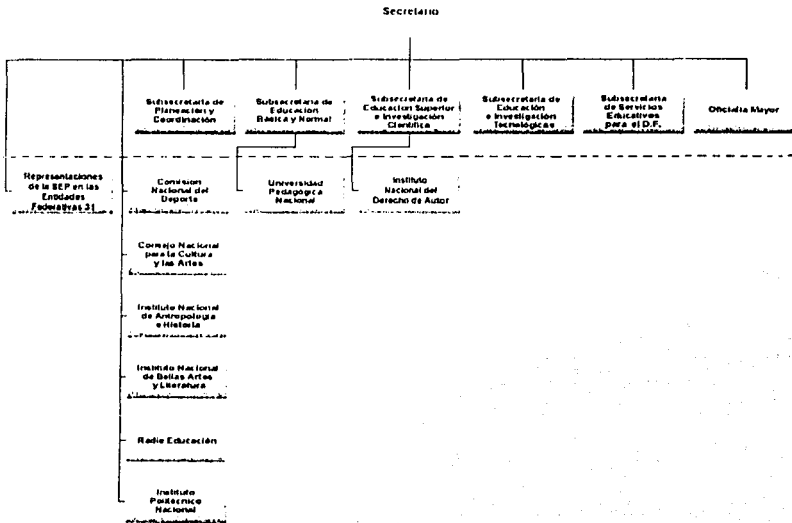 Secretario
Subsecretaría de
Planeación y
Coordinación
Subsecretaría de
Educación
Básica y Normal
Subsecretaría de
Educación Superior
e Investigación
Científica
Subsecretaría de
Educación
e Investigación
Tecnológicas
Subsecretaría
de Servicios
Educativos
para el D.F.
Oficialía Mayor
Representaciones
de la SEP en las
Entidades
Federativas 31
Comisión
Nacional del
Deporte
Universidad
Pedagógica
Nacional
Instituto
Nacional del
Derecho de Autor
Consejo Nacional
para la Cultura
y las Artes
Instituto Nacional
de Antropología
e Historia
Instituto Nacional
de Bellas Artes
y Literatura
Radio Educación
Instituto
Politécnico
Nacional